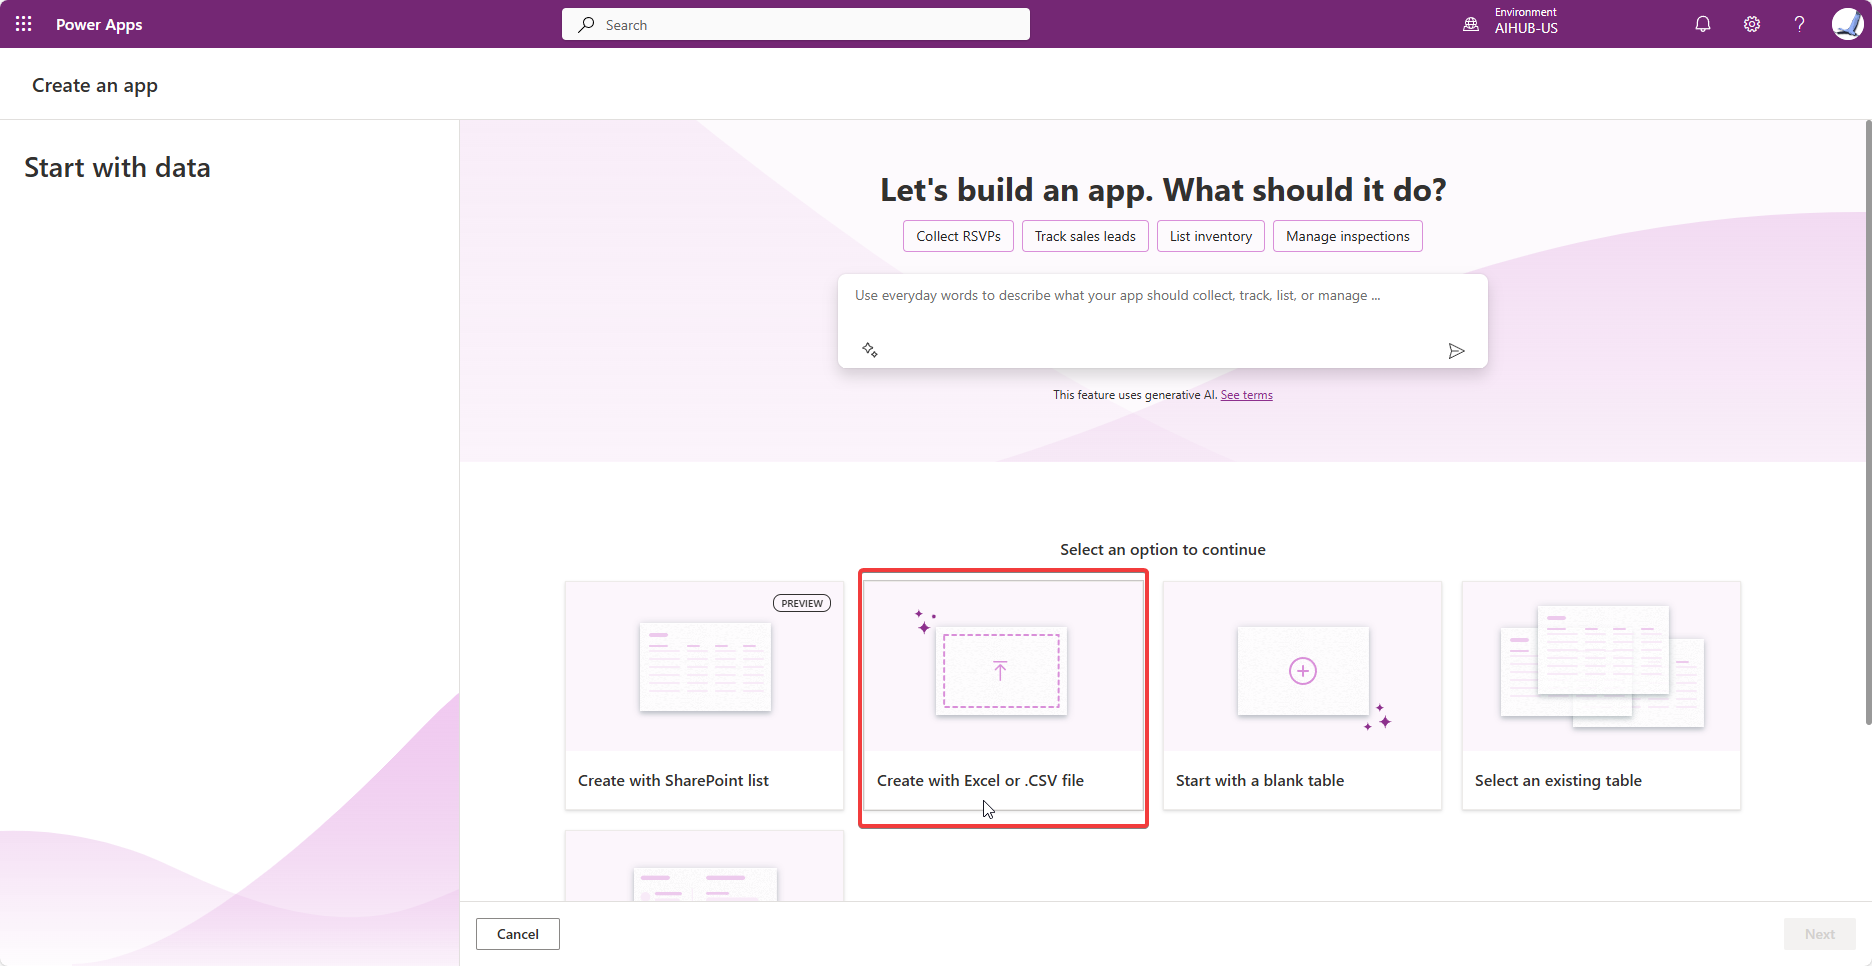 Power Apps
Search
Environment
AIHUB-US
Create an app
Start with data
Let's build an app. What should it do?
Collect RSVPs
Track sales leads
List inventory
Manage inspections
Use everyday words to describe what your app should collect, track, list, or manage ...
This feature uses generative AI. See terms
Select an option to continue
PREVIEW
Create with SharePoint list
Create with Excel or .CSV file
Start with a blank table
Select an existing table
Cancel
Next